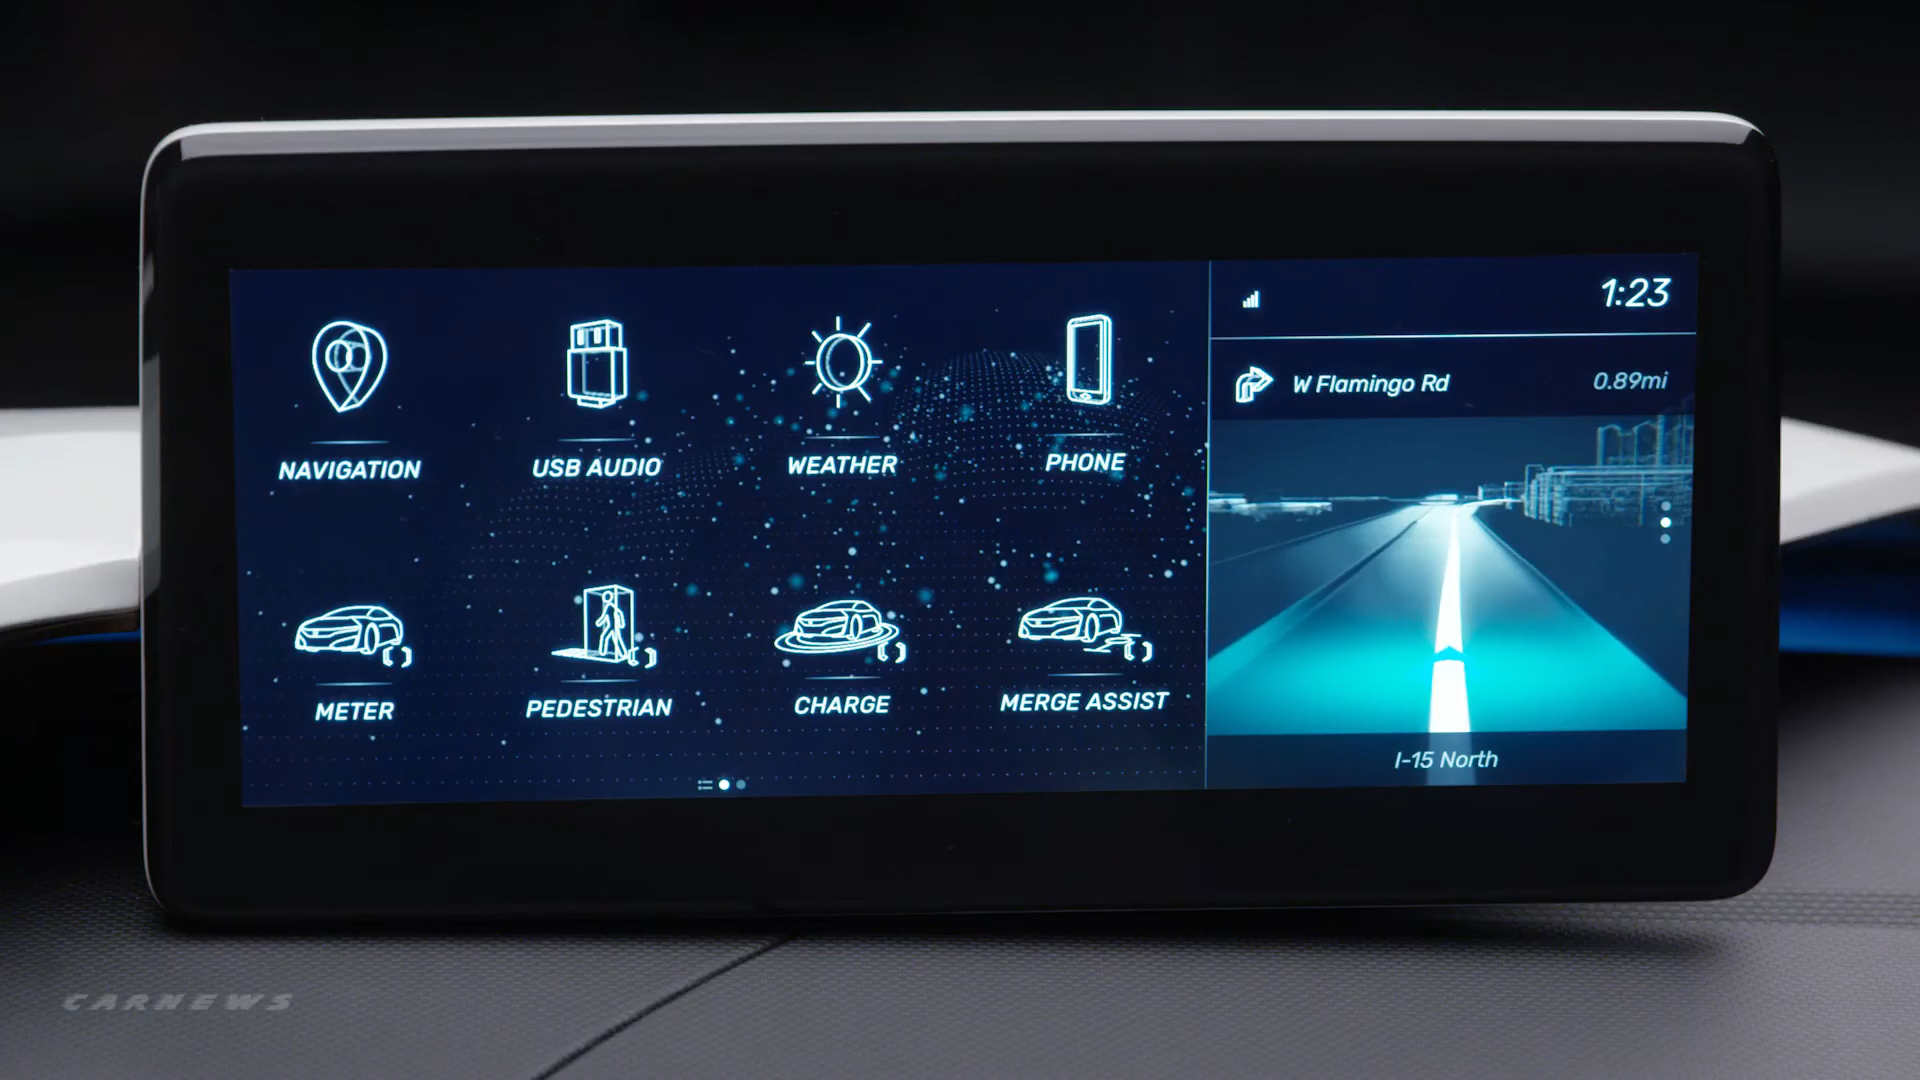 NAVIGATION
USB AUDIO
WEATHER
PHONE
METER
PEDESTRIAN
CHARGE
MERGE ASSIST
1:23
W Flamingo Rd 0.89mi
I-15 North
CARNEWS